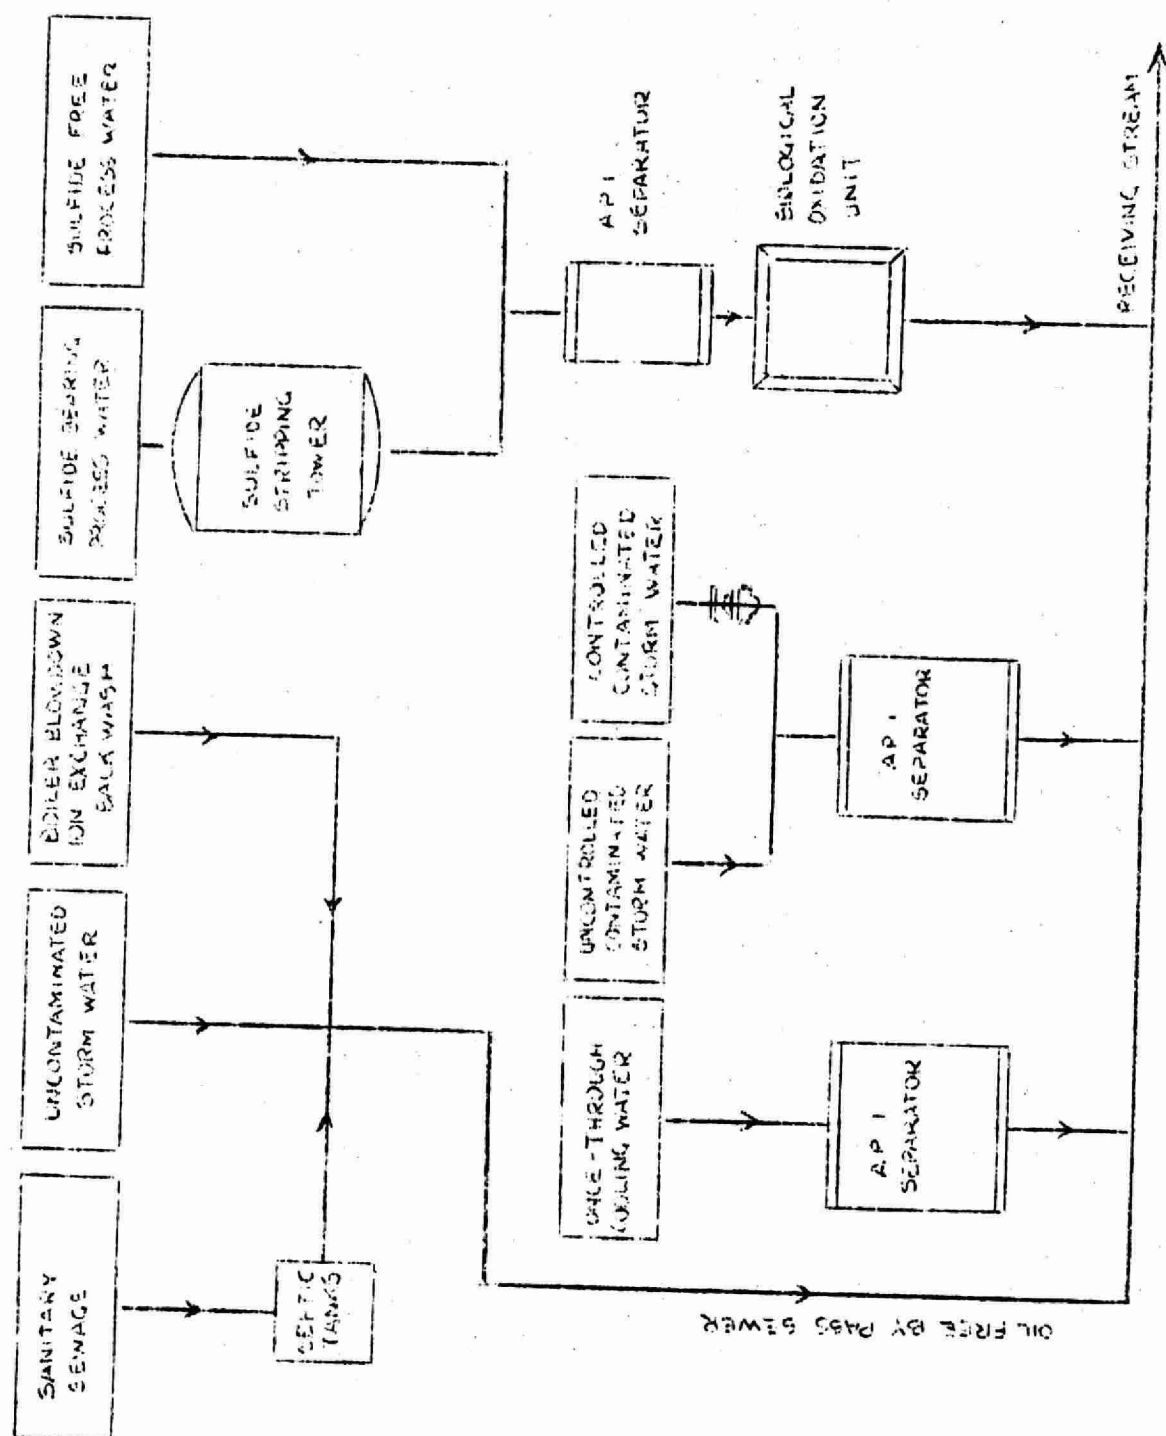 SANITARY
SEWAGE
UNCONTAMINATED
STORM WATER
BOILER BLOWDOWN
ION EXCHANGE
BACK WASH
SULFIDE BEARING
PROCESS WATER
SULFIDE FREE
PROCESS WATER
SEPTIC
TANKS
SULFIDE
STRIPPING
TOWER
ONCE-THROUGH
COOLING WATER
UNCONTROLLED
CONTAMINATED
STORM WATER
CONTROLLED
CONTAMINATED
STORM WATER
API
SEPARATOR
BIOLOGICAL
OXIDATION
UNIT
API
SEPARATOR
API
SEPARATOR
OIL FREE BY PASS SEWER
RECEIVING STREAM